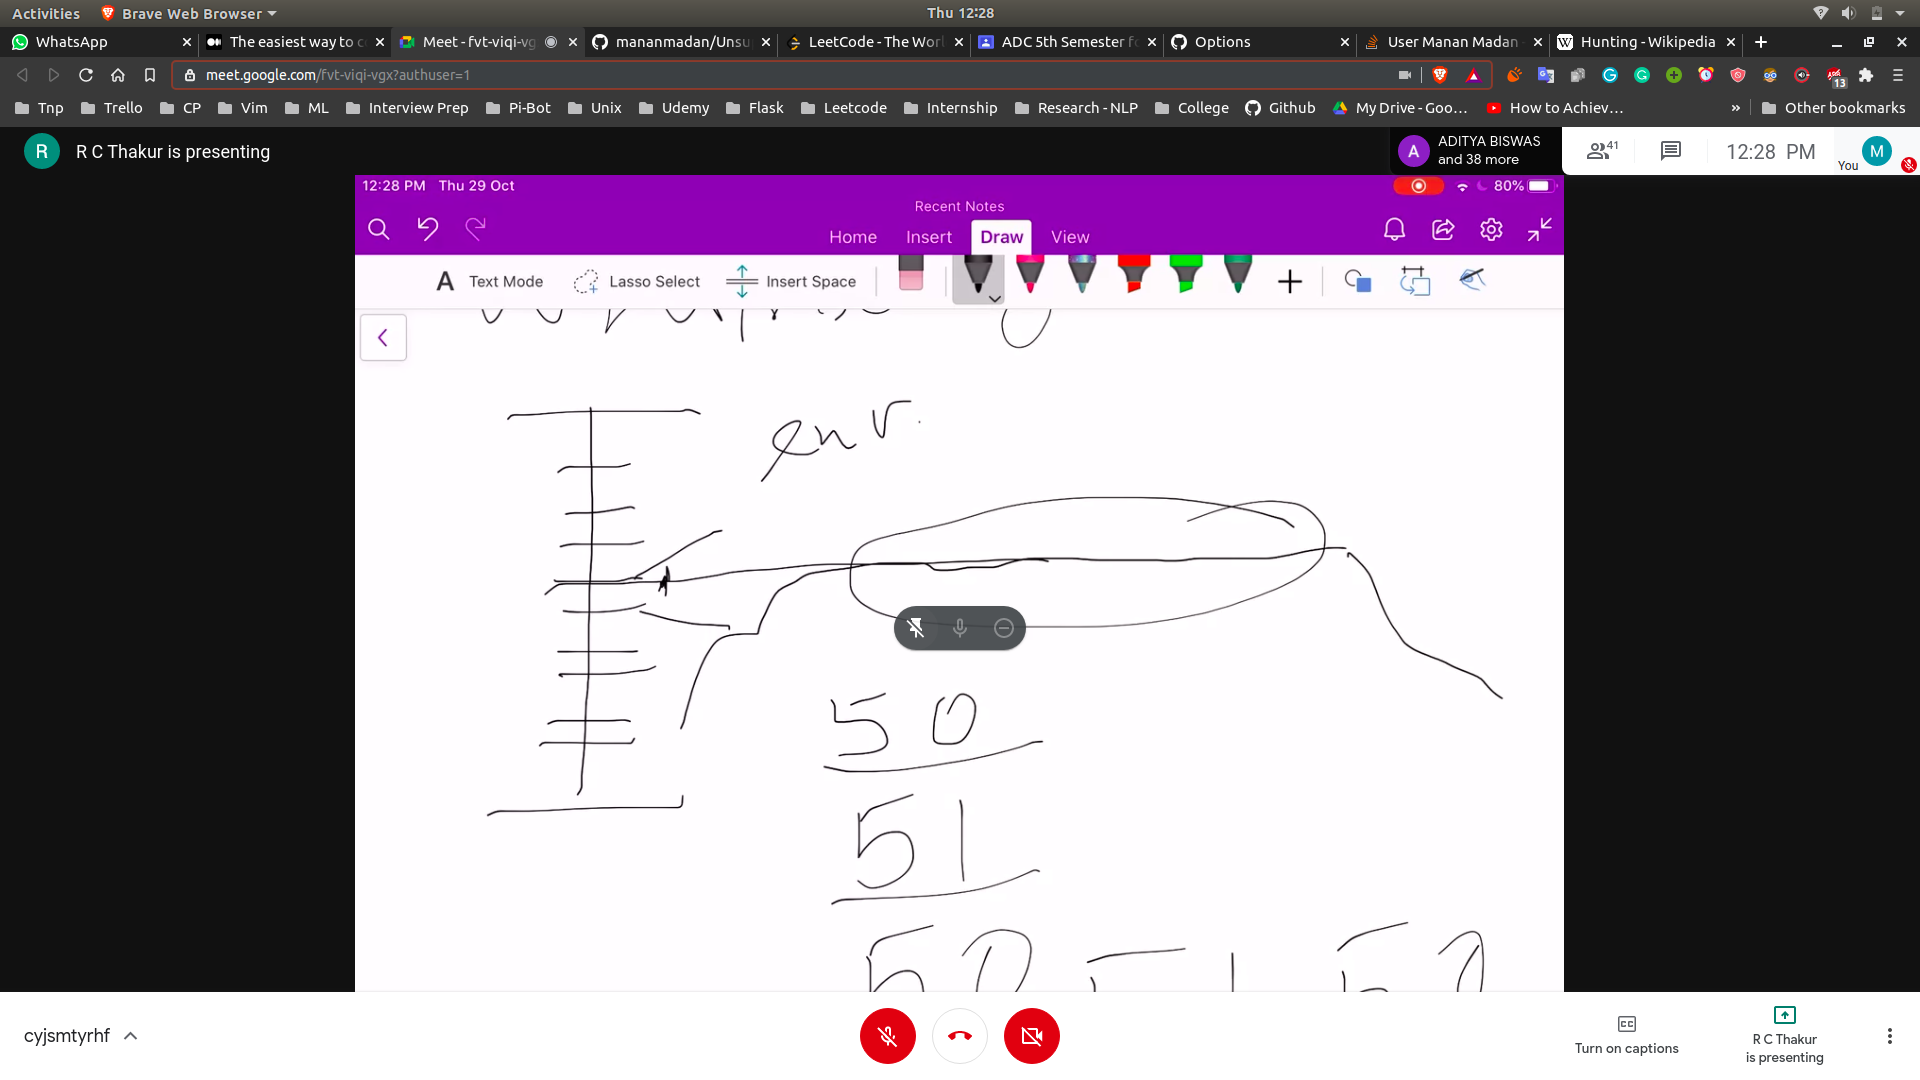 Activities Brave Web Browser Thu 12:28
WhatsApp The easiest way to c Meet - fvt-viqi-vg mananmadan/Unsu LeetCode - The Worl ADC 5th Semester fo Options User Manan Madan Hunting - Wikipedia
meet.google.com/fvt-viqi-vgx?authuser=1 13
Tnp Trello CP Vim ML Interview Prep Pi-Bot Unix Udemy Flask Leetcode Internship Research - NLP College Github My Drive - Goo... How to Achiev... » Other bookmarks
R R C Thakur is presenting A ADITYA BISWAS
and 38 more 41 12:28 PM You M
12:28 PM Thu 29 Oct 80%
Recent Notes
Home Insert Draw View
A Text Mode Lasso Select Insert Space
env.
50
51
50 51 50
cyjsmtyrhf
Turn on captions
R C Thakur
is presenting